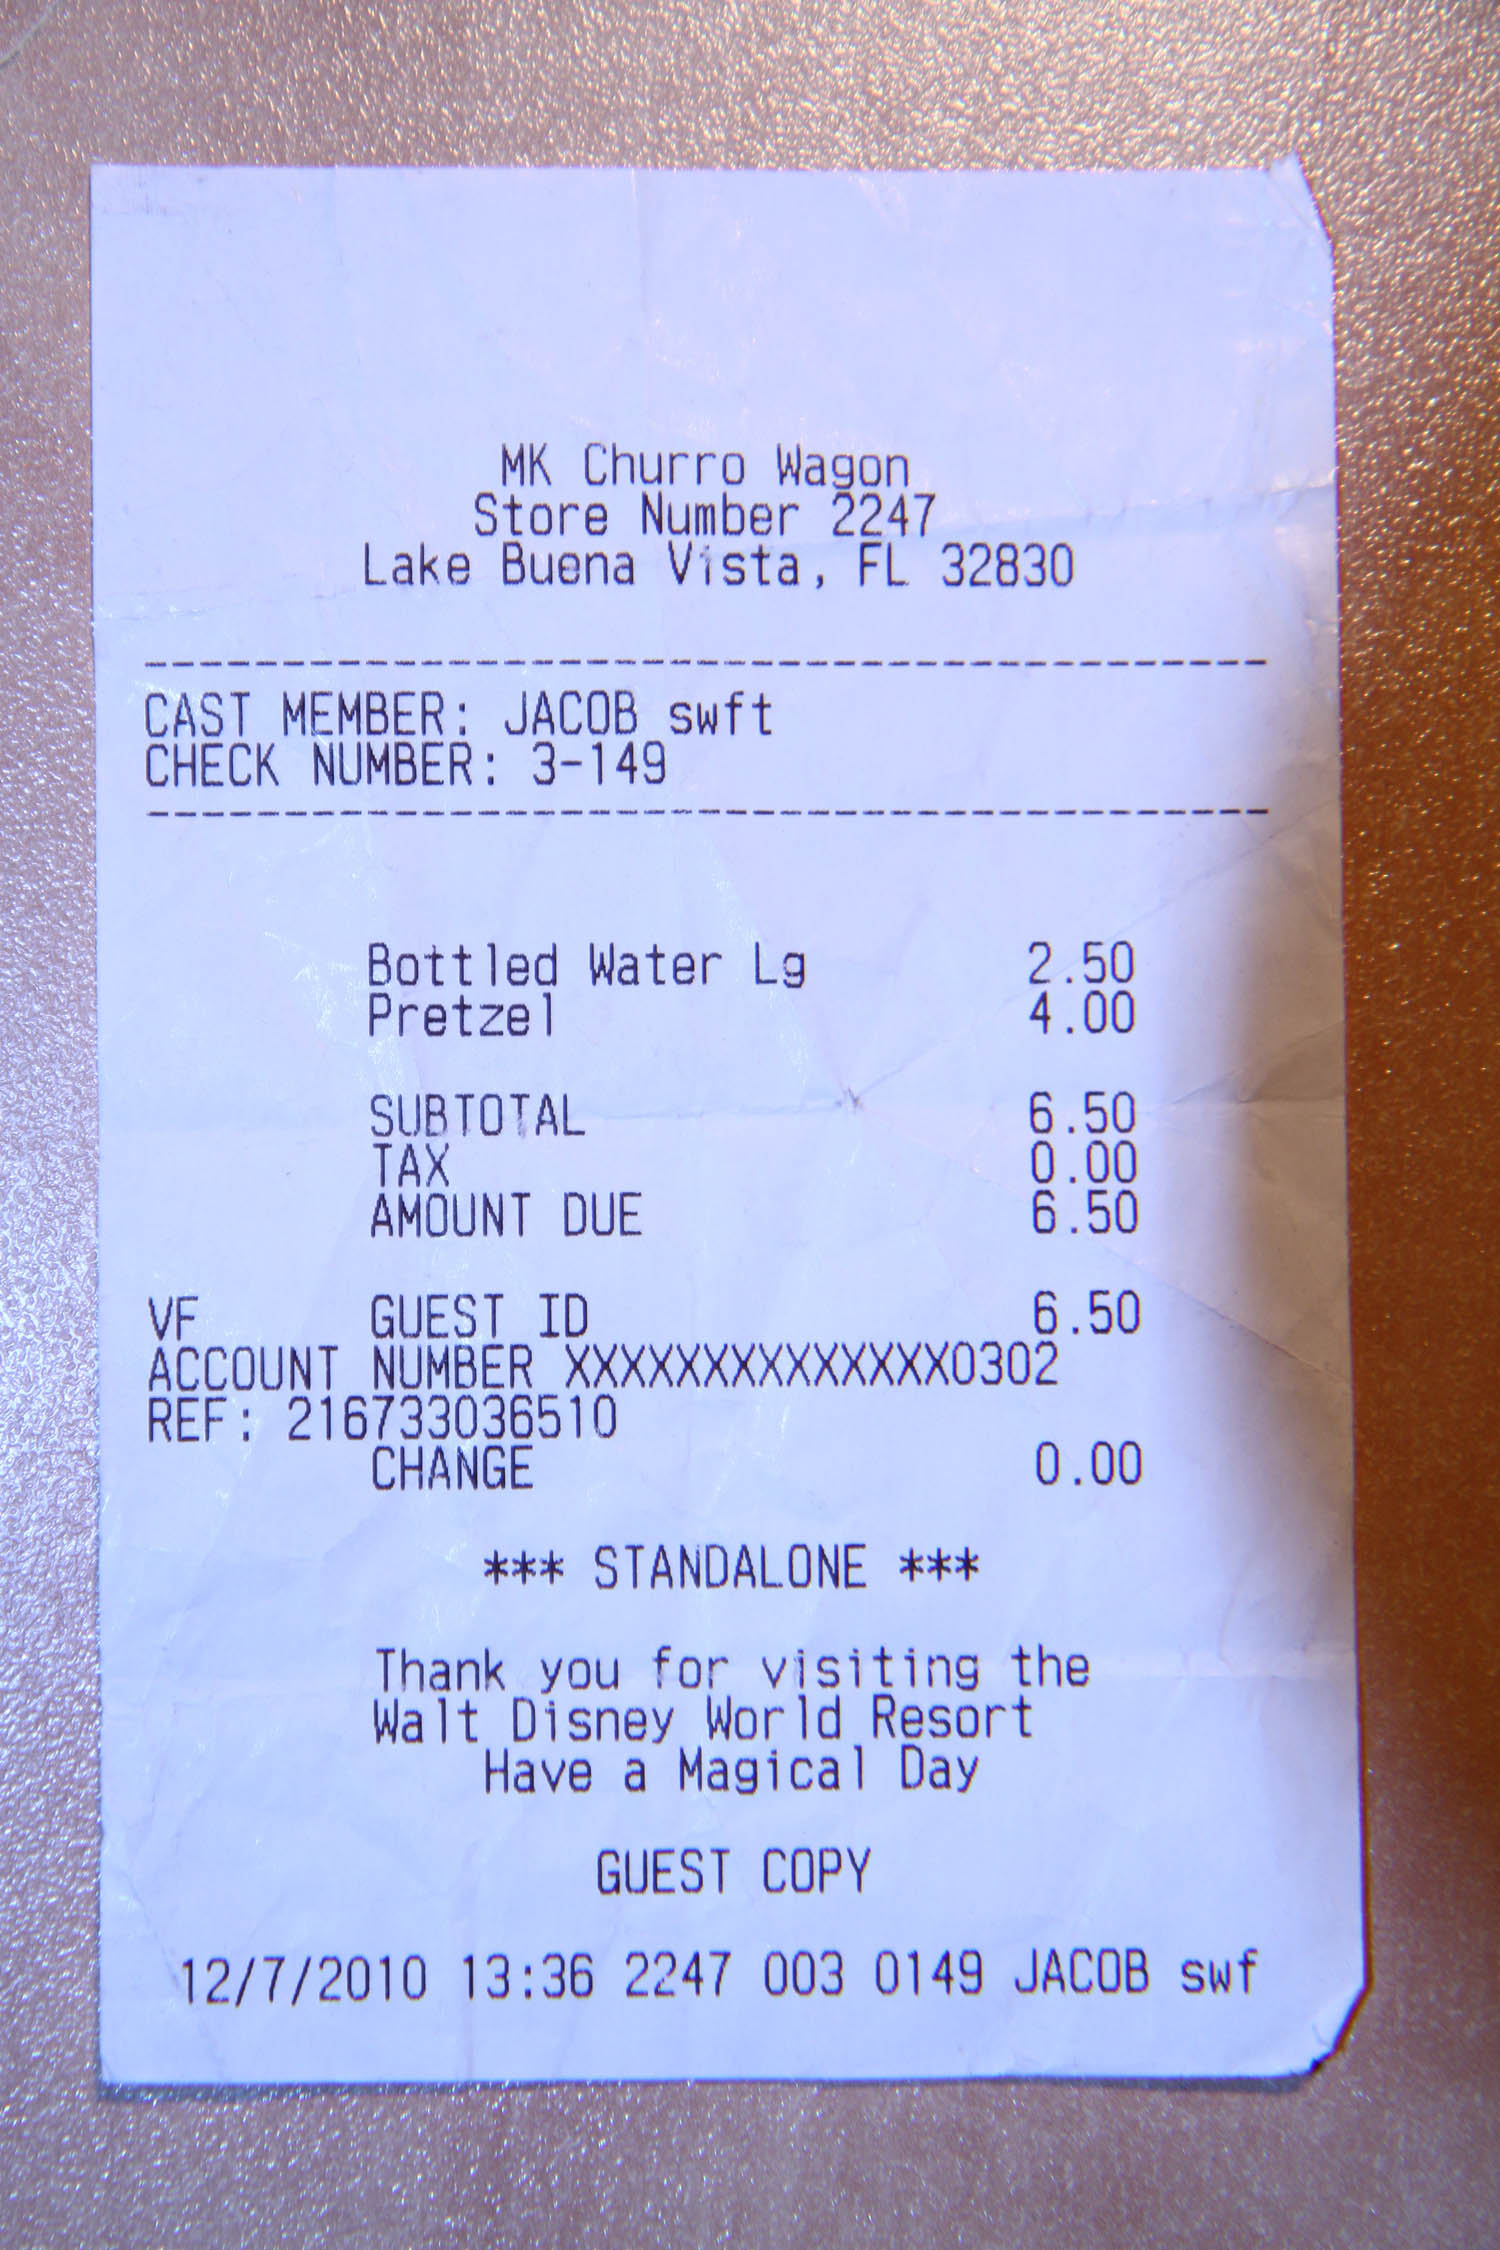 MK Churro Wagon
Store Number 2247
Lake Buena Vista, FL 32830
-----------------------------------------
CAST MEMBER: JACOB swft
CHECK NUMBER: 3-149
-----------------------------------------
Bottled Water Lg 2.50
Pretzel 4.00
SUBTOTAL 6.50
TAX 0.00
AMOUNT DUE 6.50
VF GUEST ID 6.50
ACCOUNT NUMBER XXXXXXXXXXXXXX0302
REF: 216733036510
CHANGE 0.00
*** STANDALONE ***
Thank you for visiting the
Walt Disney World Resort
Have a Magical Day
GUEST COPY
12/7/2010 13:36 2247 003 0149 JACOB swf